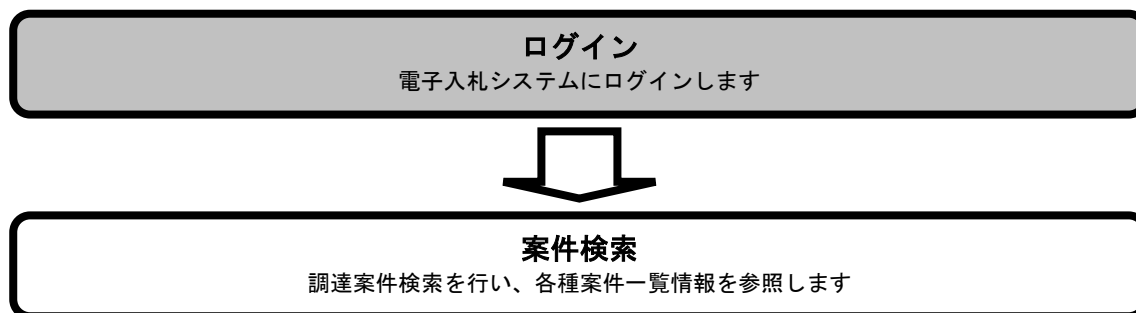 ログイン
電子入札システムにログインします
案件検索
調達案件検索を行い、各種案件一覧情報を参照します